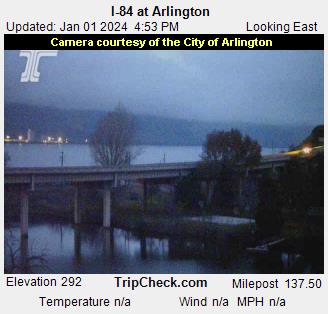 I-84 at Arlington
Updated: Jan 01 2024 4:53 PM Looking East
Camera courtesy of the City of Arlington
Elevation 292 TripCheck.com Milepost 137.50
Temperature n/a Wind n/a MPH n/a